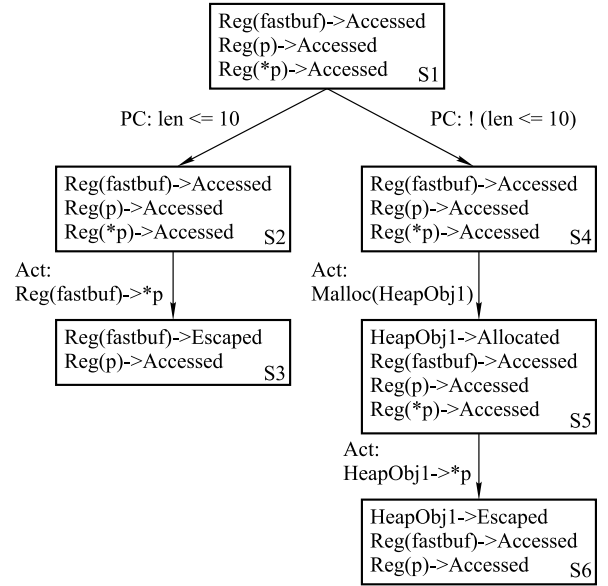 Reg(fastbuf)->Accessed
Reg(p)->Accessed
Reg(*p)->Accessed
S1
PC: len <= 10
PC: ! (len <= 10)
Reg(fastbuf)->Accessed
Reg(p)->Accessed
Reg(*p)->Accessed
S2
Reg(fastbuf)->Accessed
Reg(p)->Accessed
Reg(*p)->Accessed
S4
Act:
Reg(fastbuf)->*p
Act:
Malloc(HeapObj1)
Reg(fastbuf)->Escaped
Reg(p)->Accessed
S3
HeapObj1->Allocated
Reg(fastbuf)->Accessed
Reg(p)->Accessed
Reg(*p)->Accessed
S5
Act:
HeapObj1->*p
HeapObj1->Escaped
Reg(fastbuf)->Accessed
Reg(p)->Accessed
S6